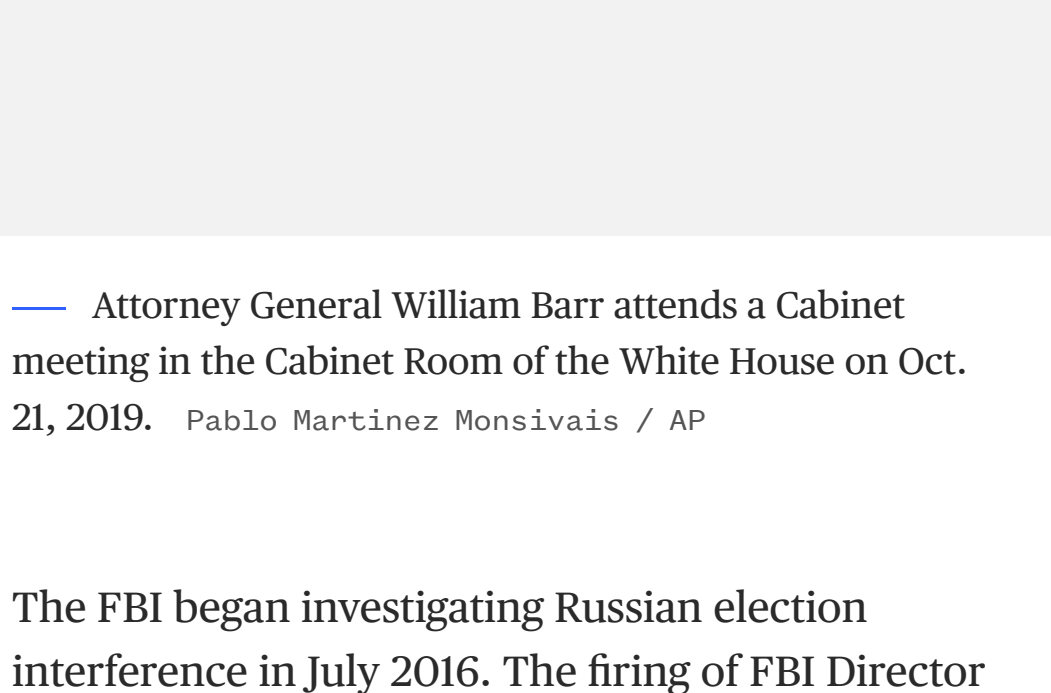 Attorney General William Barr attends a Cabinet
meeting in the Cabinet Room of the White House on Oct.
21, 2019. Pablo Martinez Monsivais / AP
The FBI began investigating Russian election
interference in July 2016. The firing of FBI Director